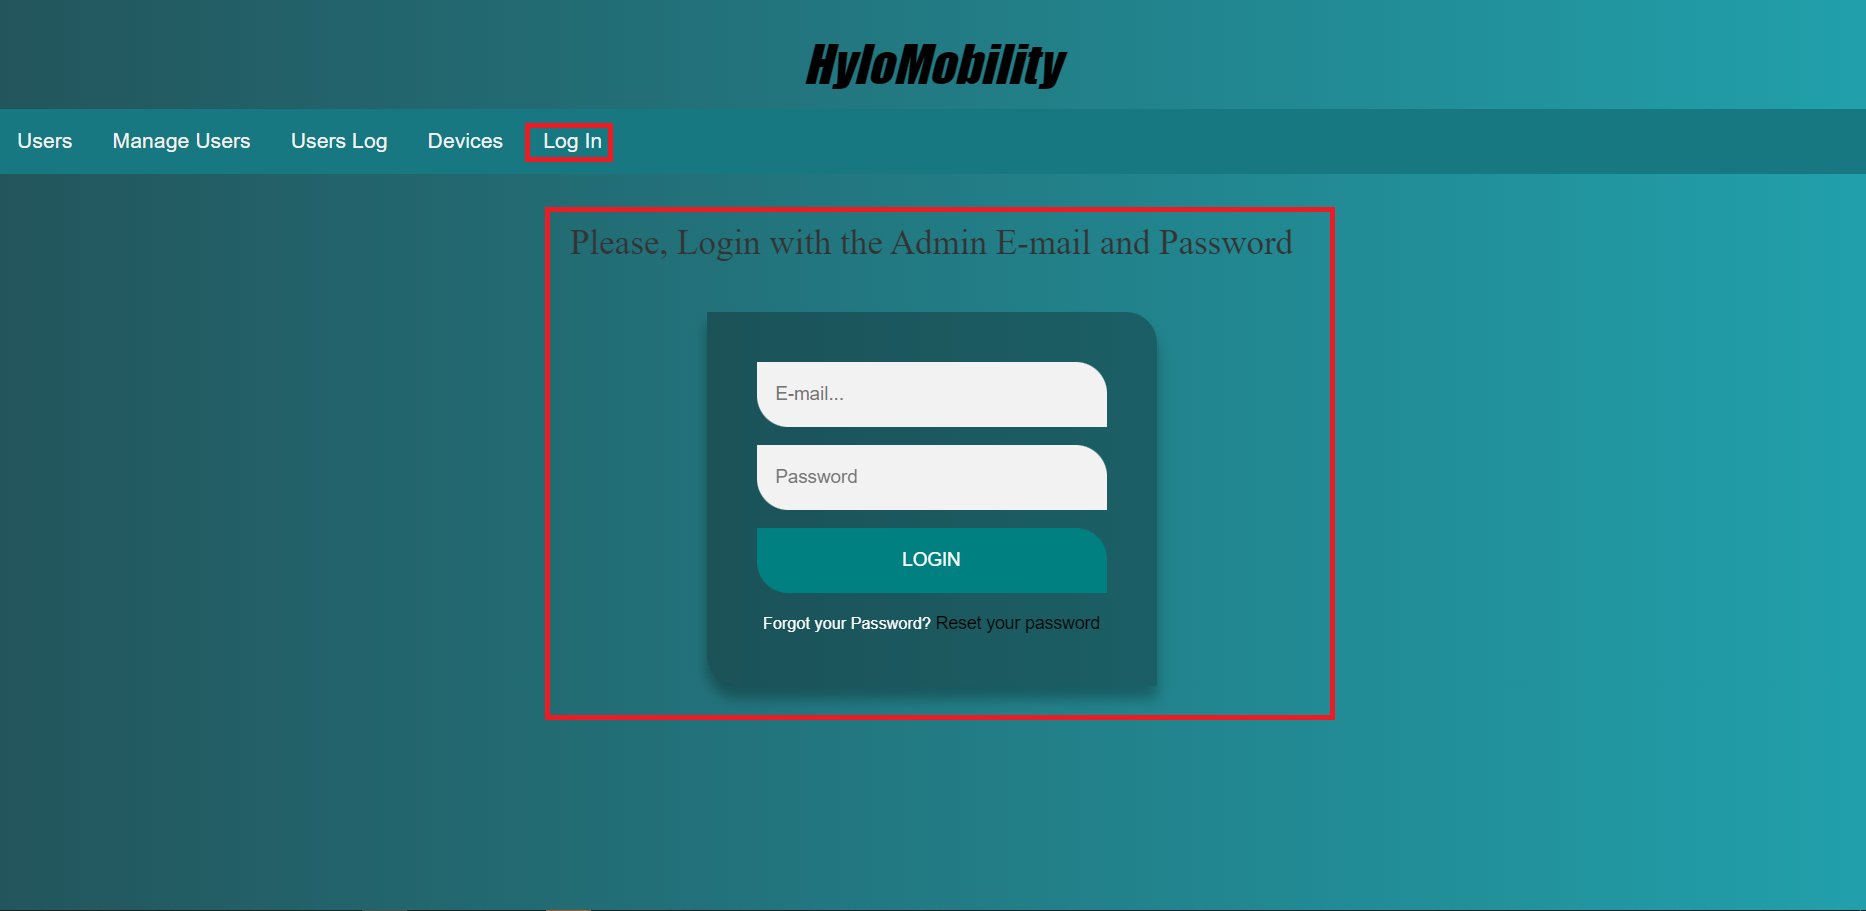 HyloMobility
Users Manage Users Users Log Devices Log In
Please, Login with the Admin E-mail and Password
E-mail...
Password
LOGIN
Forgot your Password? Reset your password